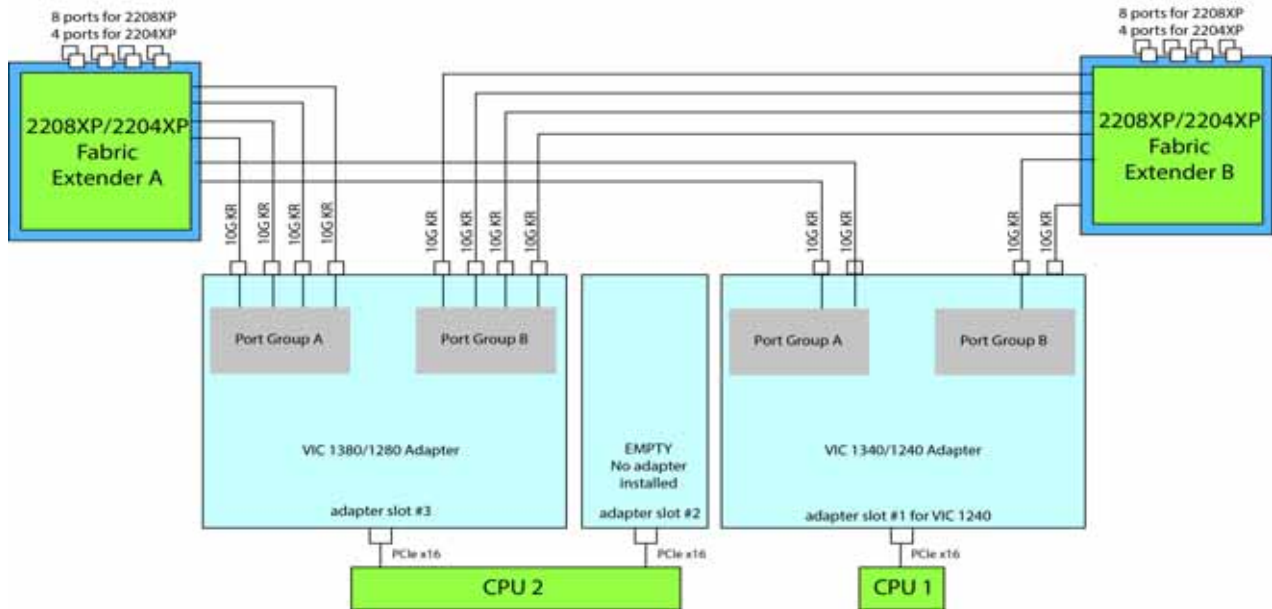 8 ports for 2208XP
4 ports for 2204XP
8 ports for 2208XP
4 ports for 2204XP
2208XP/2204XP
Fabric
Extender A
2208XP/2204XP
Fabric
Extender B
10G KR
10G KR
10G KR
10G KR
10G KR
10G KR
10G KR
10G KR
10G KR
10G KR
10G KR
10G KR
Port Group A
Port Group B
Port Group A
Port Group B
VIC 1380/1280 Adapter
EMPTY
No adapter
installed
VIC 1340/1240 Adapter
adapter slot #3
adapter slot #2
adapter slot #1 for VIC 1240
PCIe x16
PCIe x16
PCIe x16
CPU 2
CPU 1